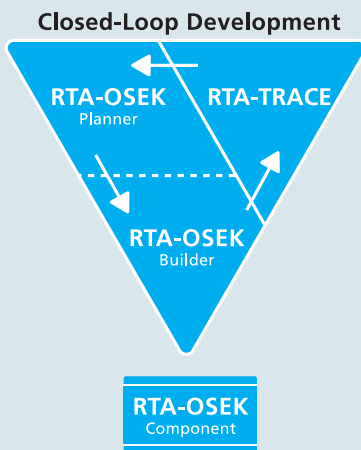 Closed-Loop Development
RTA-OSEK
Planner
RTA-TRACE
RTA-OSEK
Builder
RTA-OSEK
Component